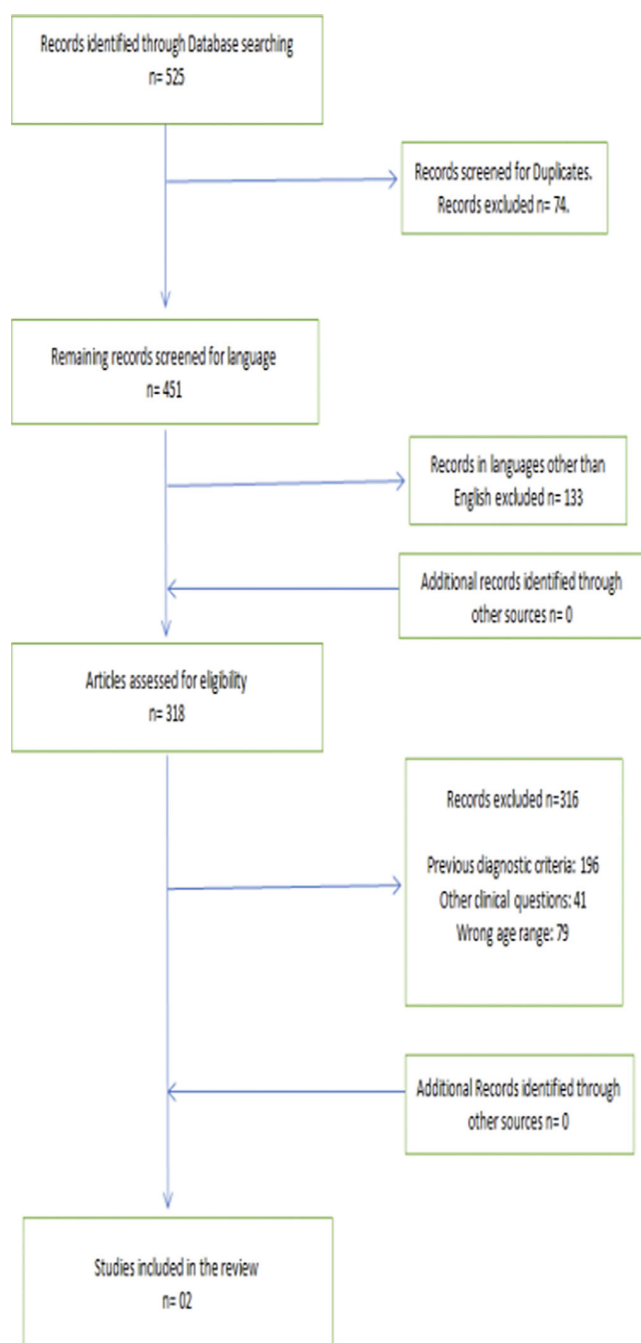 Records identified through Database searching
n= 525
Records screened for Duplicates.
Records excluded n= 74.
Remaining records screened for language
n= 451
Records in languages other than
English excluded n= 133
Additional records identified through
other sources n= 0
Articles assessed for eligibility
n= 318
Records excluded n=316
Previous diagnostic criteria: 196
Other clinical questions: 41
Wrong age range: 79
Additional Records identified through
other sources n= 0
Studies included in the review
n= 02